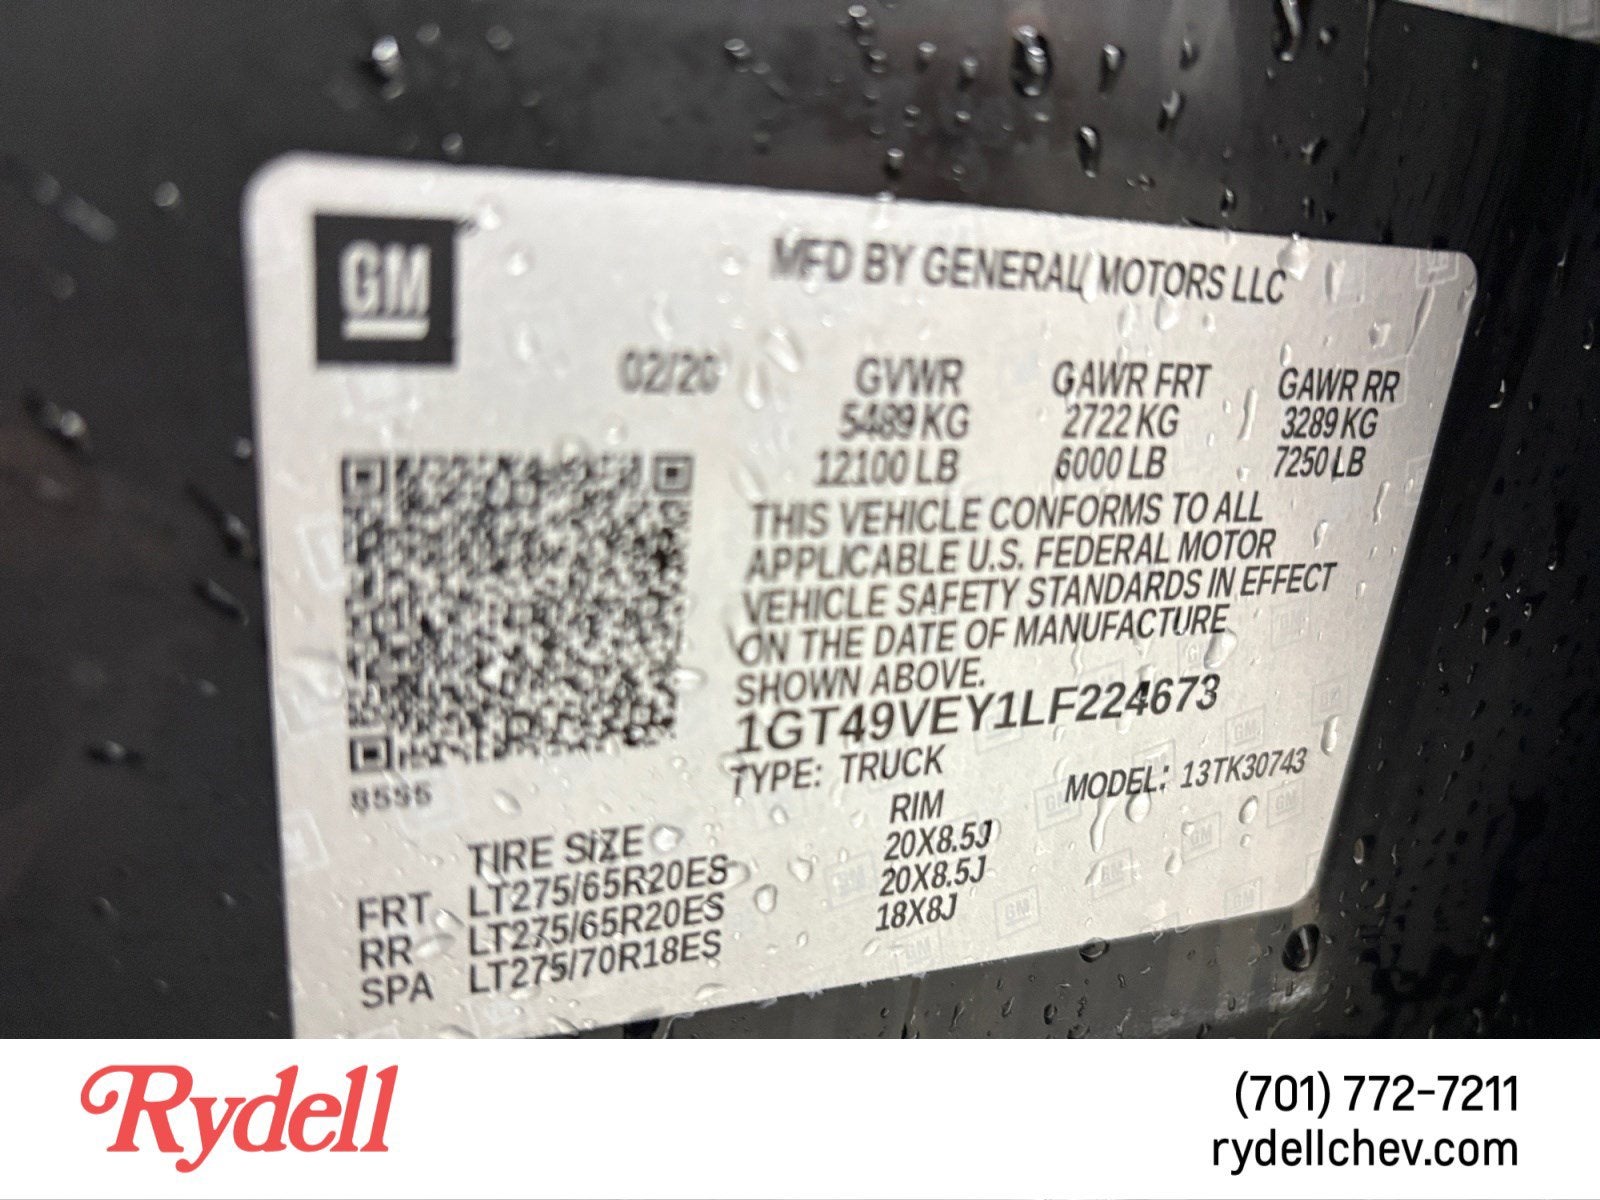 GM
MFD BY GENERAL MOTORS LLC
02/20
GVWR GAWR FRT GAWR RR
5489 KG 2722 KG 3289 KG
12100 LB 6000 LB 7250 LB
THIS VEHICLE CONFORMS TO ALL
APPLICABLE U.S. FEDERAL MOTOR
VEHICLE SAFETY STANDARDS IN EFFECT
ON THE DATE OF MANUFACTURE
SHOWN ABOVE.
1GT49VEY1LF224673
TYPE: TRUCK MODEL: 13TK30743
TIRE SIZE RIM
FRT LT275/65R20ES 20X8.5J
RR LT275/65R20ES 20X8.5J
SPA LT275/70R18ES 18X8J
Rydell
(701) 772-7211
rydellchev.com